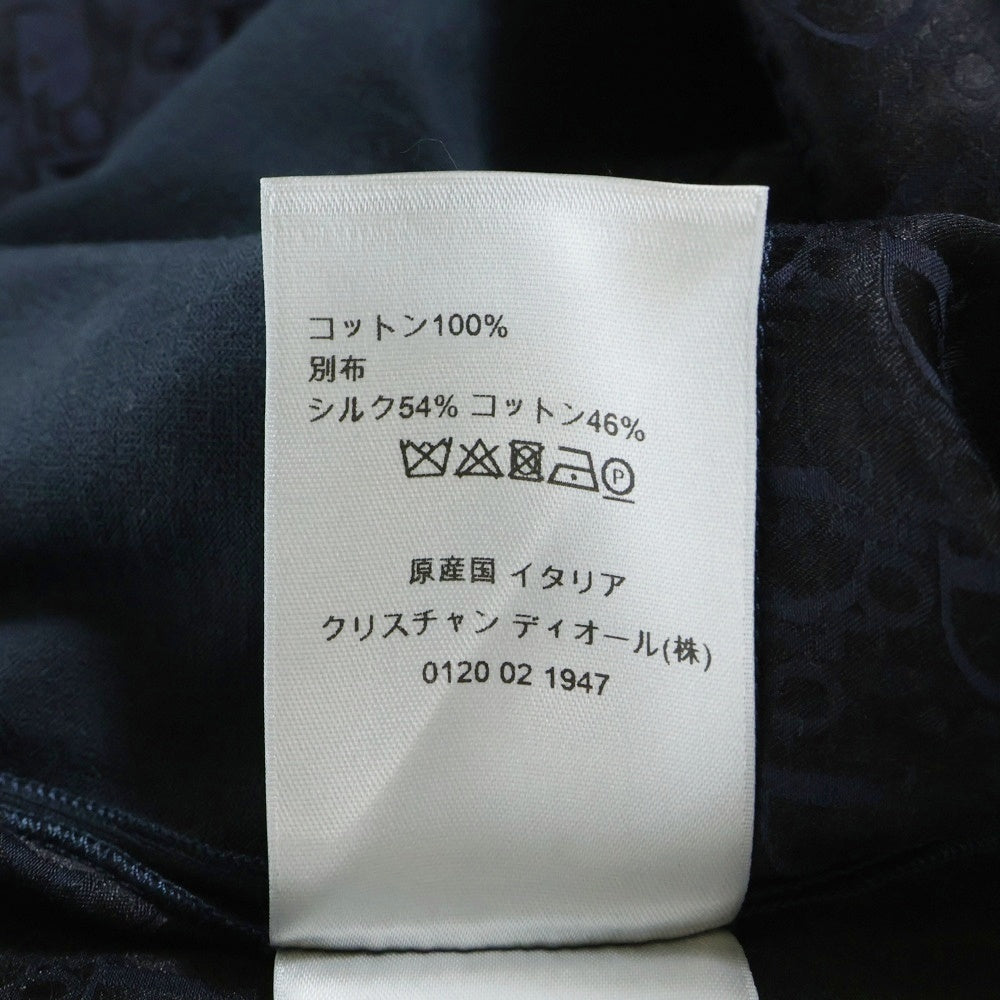 コットン100%
別布
シルク54% コットン46%
P
原産国 イタリア
クリスチャン ディオール(株)
0120 02 1947